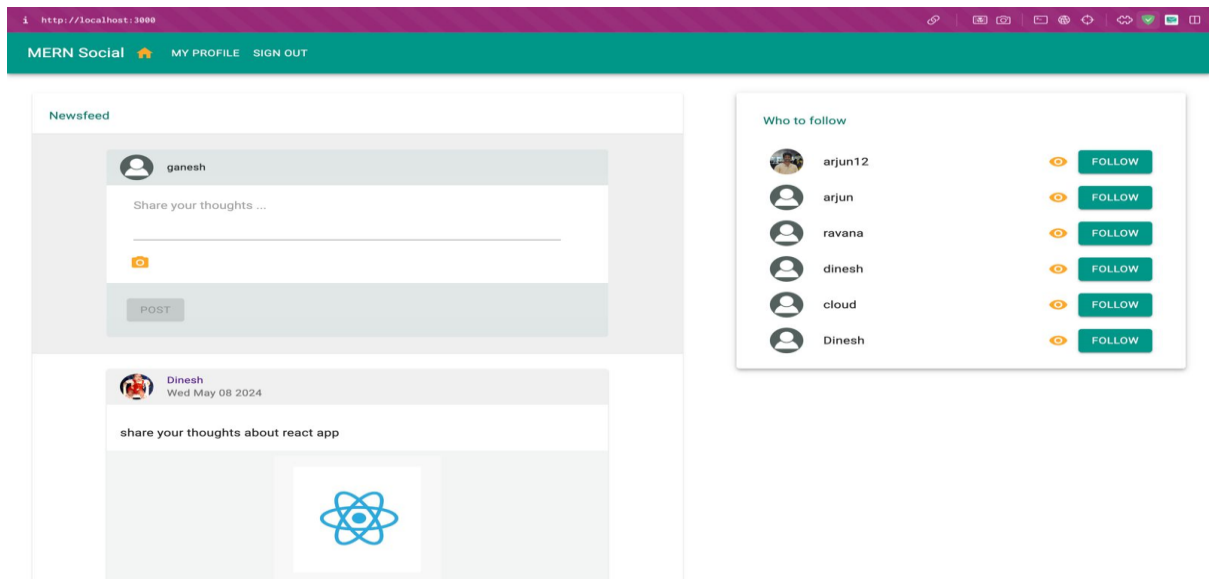 i http://localhost:3000
MERN Social MY PROFILE SIGN OUT
Newsfeed
ganesh
Share your thoughts ...
POST
Dinesh
Wed May 08 2024
share your thoughts about react app
Who to follow
arjun12 FOLLOW
arjun FOLLOW
ravana FOLLOW
dinesh FOLLOW
cloud FOLLOW
Dinesh FOLLOW